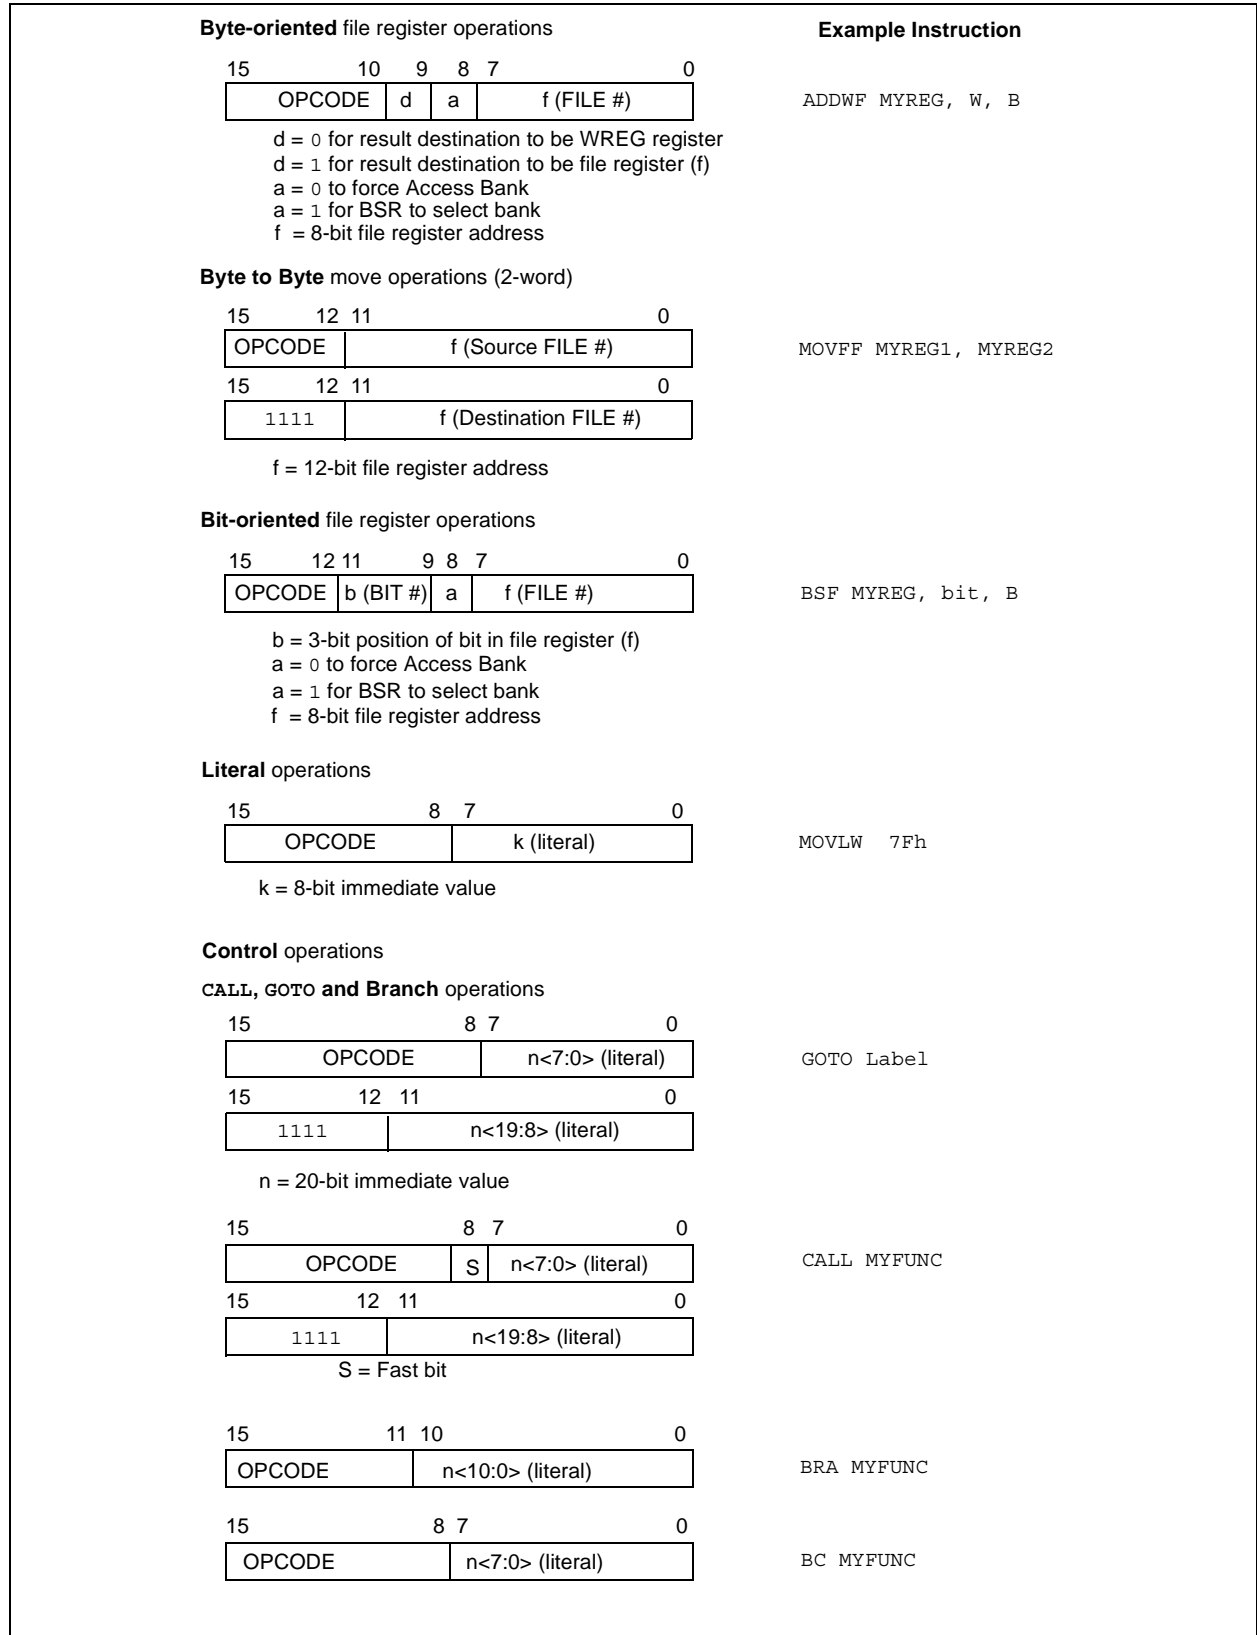 Byte-oriented file register operations    Example Instruction
15 10 9 8 7 0
OPCODE d a f (FILE #)    ADDWF MYREG, W, B
d = 0 for result destination to be WREG register
d = 1 for result destination to be file register (f)
a = 0 to force Access Bank
a = 1 for BSR to select bank
f = 8-bit file register address
Byte to Byte move operations (2-word)
15 12 11 0
OPCODE f (Source FILE #)    MOVFF MYREG1, MYREG2
15 12 11 0
1111 f (Destination FILE #)
f = 12-bit file register address
Bit-oriented file register operations
15 12 11 9 8 7 0
OPCODE b (BIT #) a f (FILE #)    BSF MYREG, bit, B
b = 3-bit position of bit in file register (f)
a = 0 to force Access Bank
a = 1 for BSR to select bank
f = 8-bit file register address
Literal operations
15 8 7 0
OPCODE k (literal)    MOVLW 7Fh
k = 8-bit immediate value
Control operations
CALL, GOTO and Branch operations
15 8 7 0
OPCODE n<7:0> (literal)    GOTO Label
15 12 11 0
1111 n<19:8> (literal)
n = 20-bit immediate value
15 8 7 0
OPCODE S n<7:0> (literal)    CALL MYFUNC
15 12 11 0
1111 n<19:8> (literal)
S = Fast bit
15 11 10 0
OPCODE n<10:0> (literal)    BRA MYFUNC
15 8 7 0
OPCODE n<7:0> (literal)    BC MYFUNC